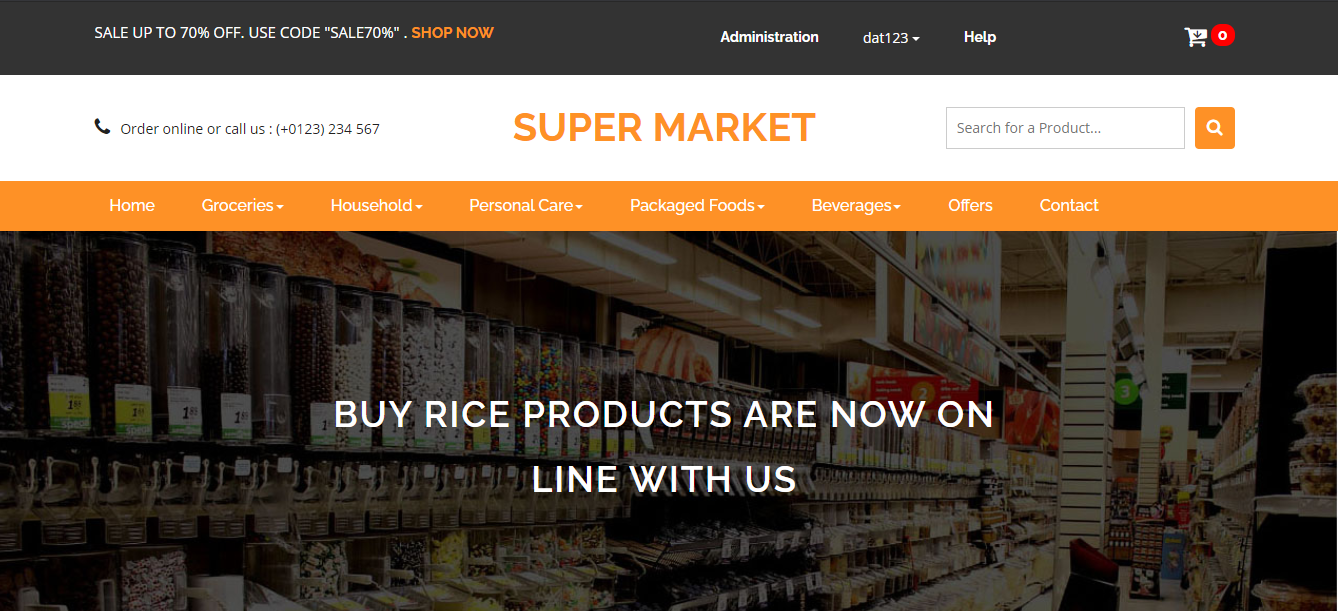 SALE UP TO 70% OFF. USE CODE "SALE70%" . SHOP NOW
Administration
dat123
Help
0
Order online or call us : (+0123) 234 567
SUPER MARKET
Search for a Product...
Home
Groceries
Household
Personal Care
Packaged Foods
Beverages
Offers
Contact
BUY RICE PRODUCTS ARE NOW ON
LINE WITH US
2
3